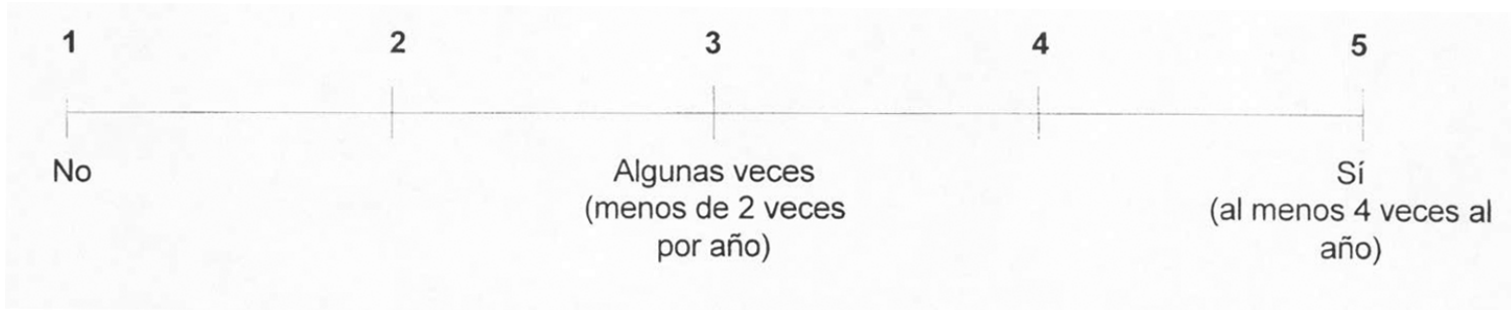 1 2 3 4 5
No Algunas veces Sí
(menos de 2 veces (al menos 4 veces al
por año) año)